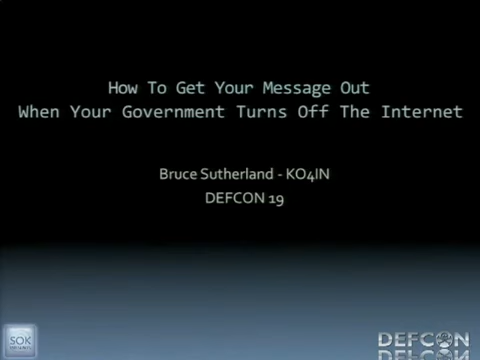 How To Get Your Message Out
When Your Government Turns Off The Internet
Bruce Sutherland - KO4IN
DEFCON 19
SOK
DEFCON